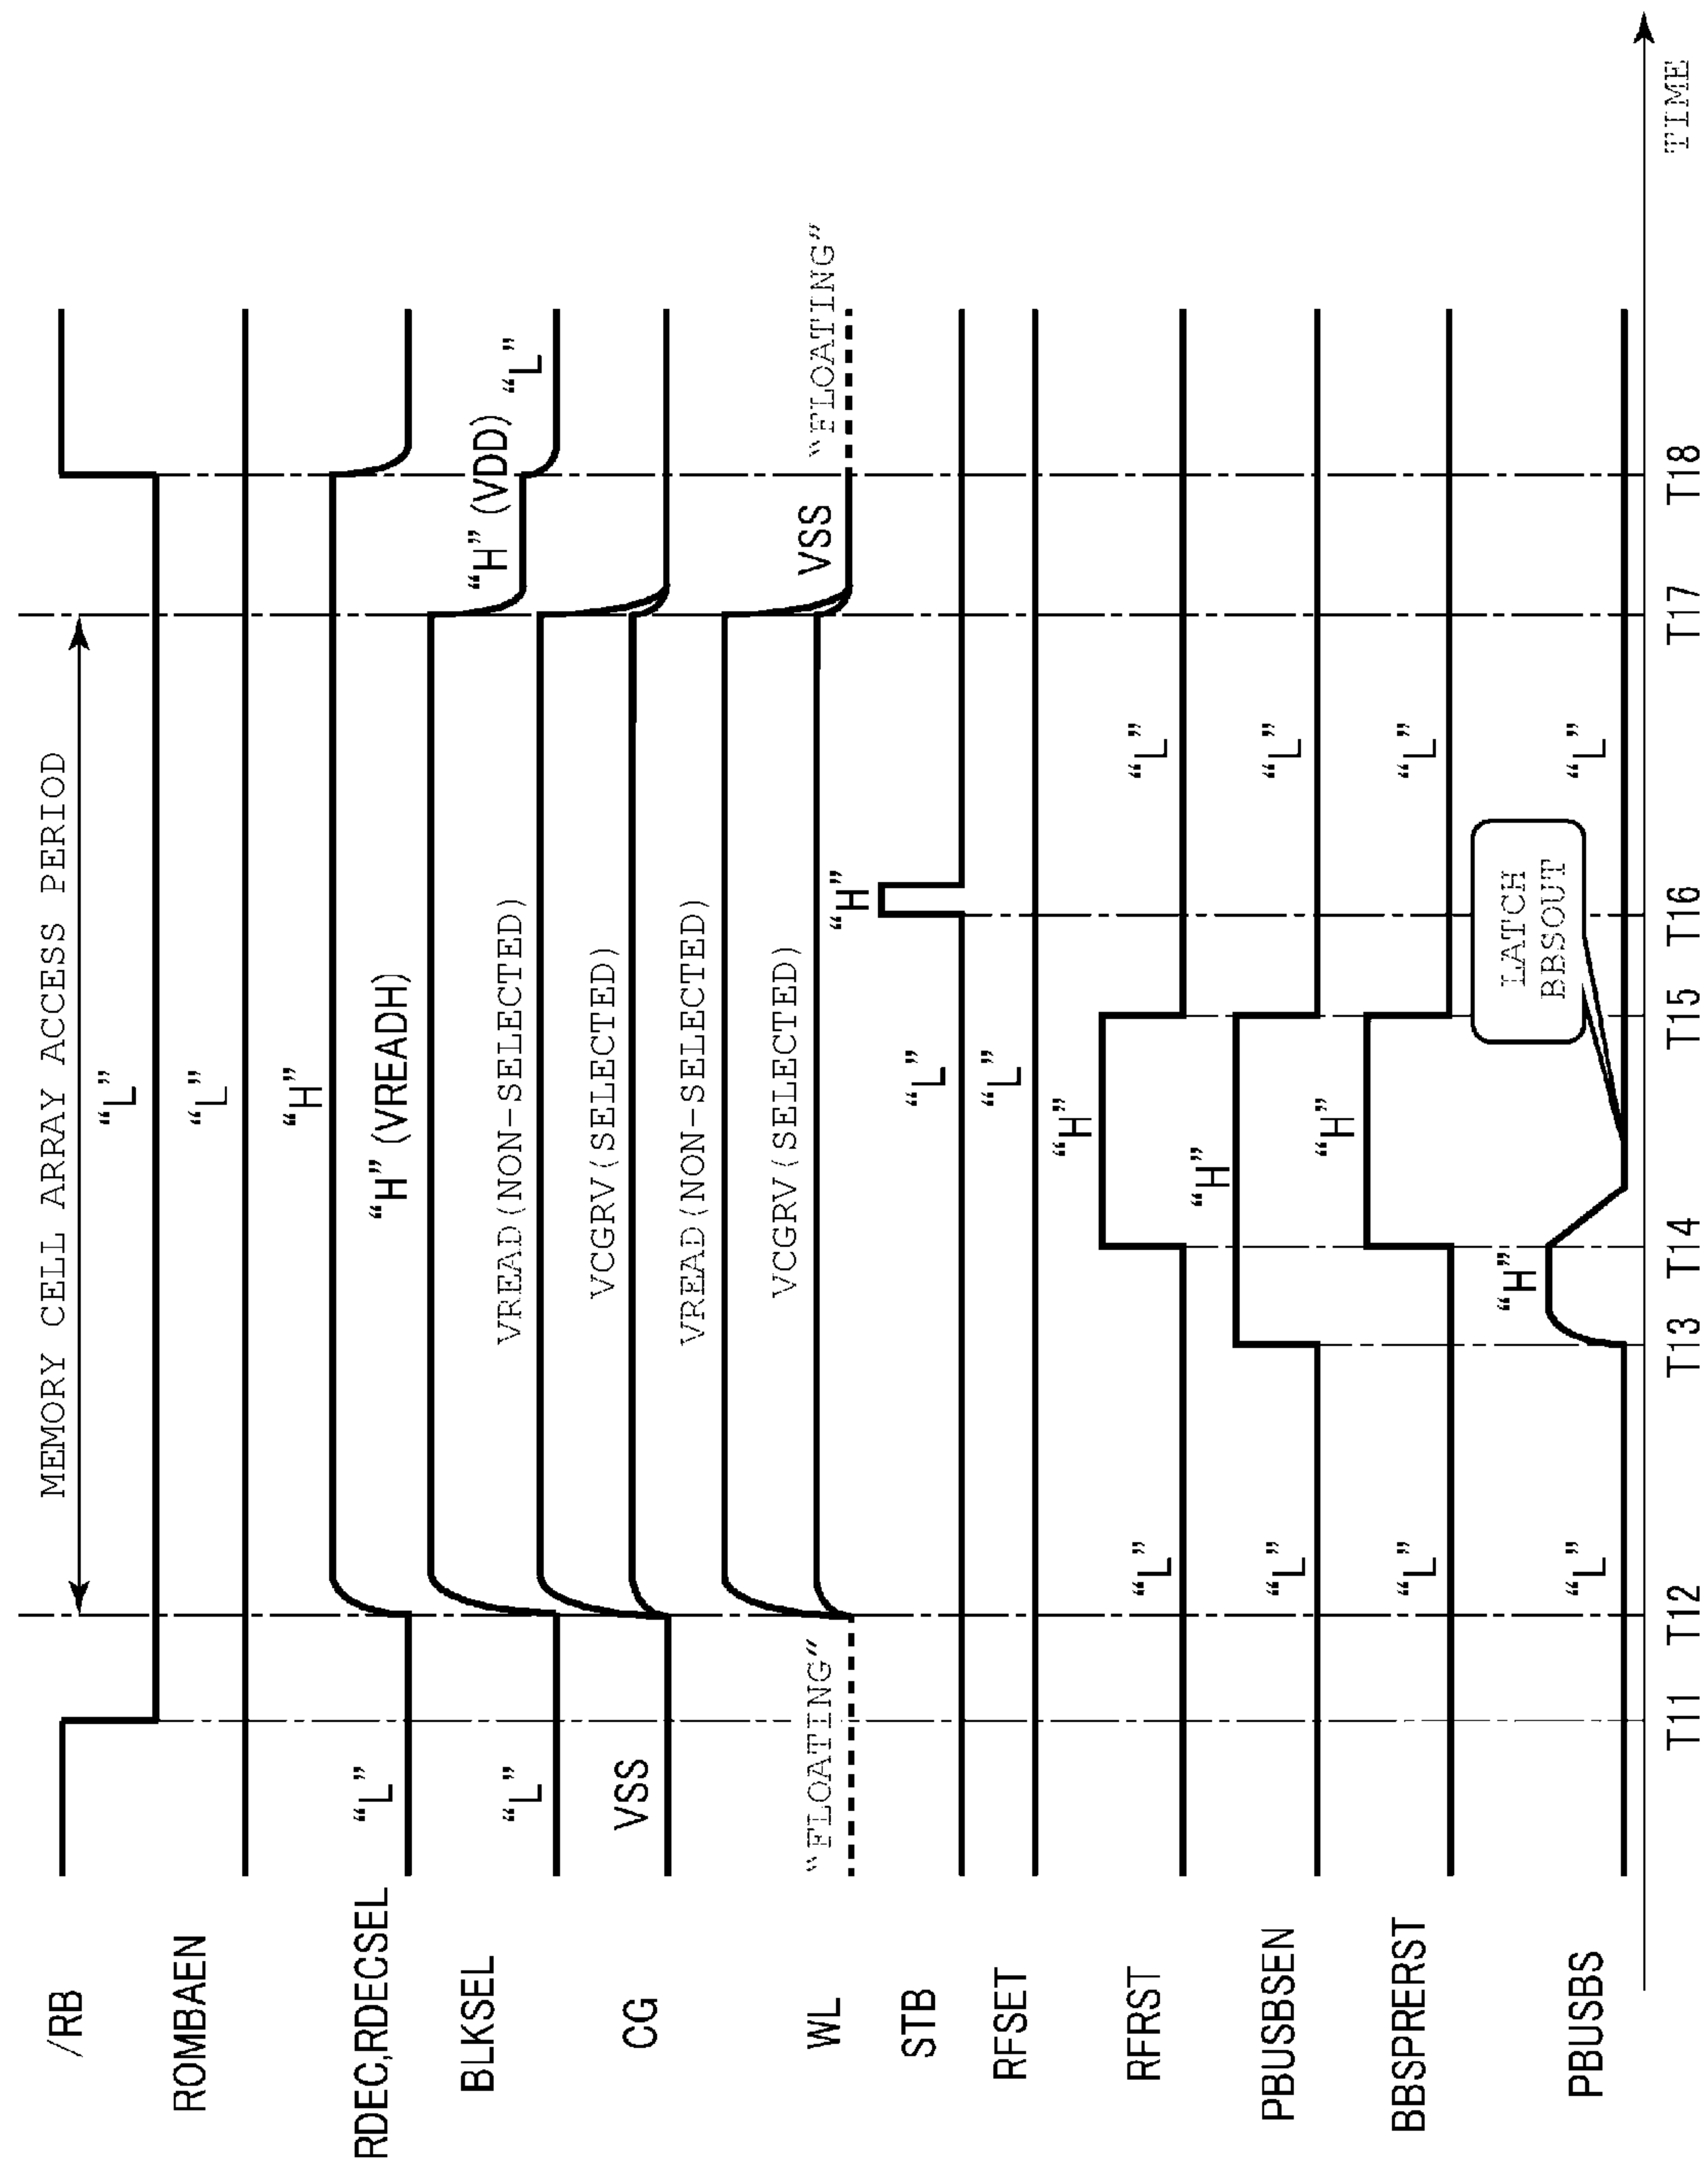 MEMORY CELL ARRAY ACCESS PERIOD
/RB
“L”
ROMBAEN
“L”
RDEC,RDECSEL
“L”
“H”
BLKSEL
“L”
“H” (VREADH)
“H” (VDD)
“L”
CG
VSS
VREAD(NON-SELECTED)
VCGRV(SELECTED)
WL
“FLOATING”
VREAD(NON-SELECTED)
VCGRV(SELECTED)
VSS
“FLOATING”
STB
“L”
“H”
RFSET
“L”
RFRST
“L”
“H”
“L”
PBUSBSEN
“L”
“H”
“L”
BBSPRERST
“L”
“H”
“L”
PBUSBS
“L”
“H”
LATCH
BBSOUT
“L”
T11 T12 T13 T14 T15 T16 T17 T18
TIME